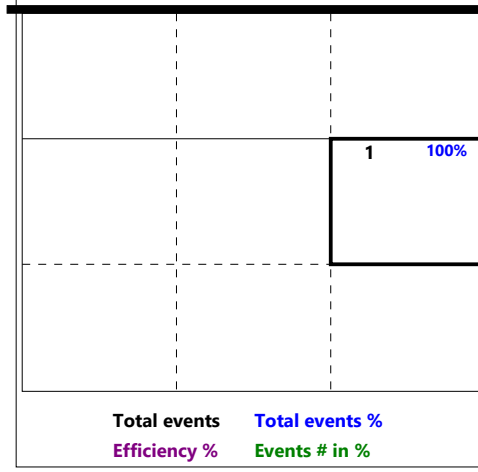 1 100%
Total events Total events %
Efficiency % Events # in %